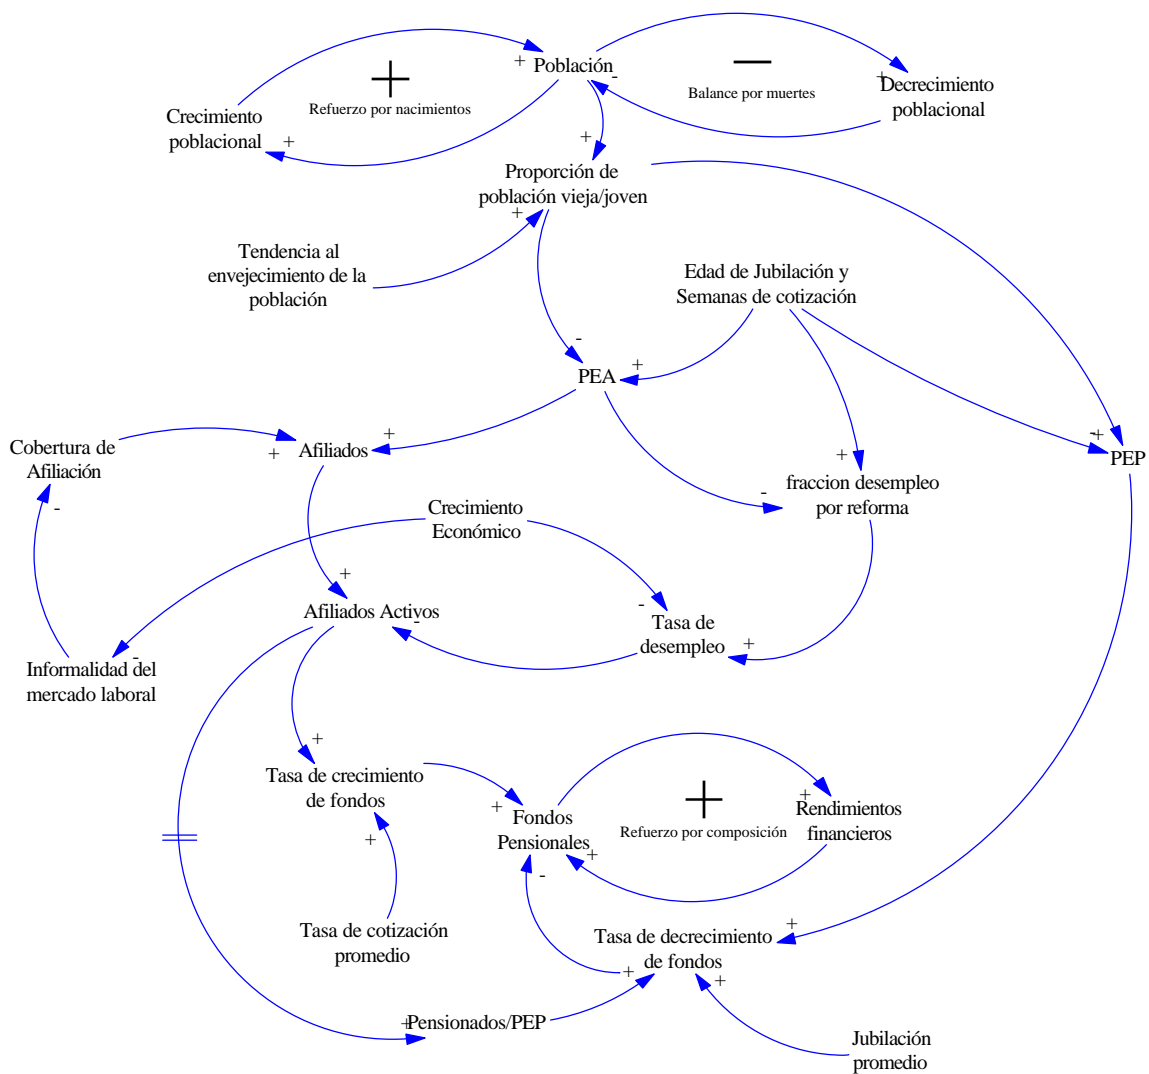 Población
Refuerzo por nacimientos
Balance por muertes
Decrecimiento
poblacional
Crecimiento
poblacional
Proporción de
población vieja/joven
Tendencia al
envejecimiento de la
población
Edad de Jubilación y
Semanas de cotización
PEA
Cobertura de
Afiliación
Afiliados
PEP
fraccion desempleo
por reforma
Crecimiento
Económico
Afiliados Activos
Tasa de
desempleo
Informalidad del
mercado laboral
Tasa de crecimiento
de fondos
Fondos
Pensionales
Refuerzo por composición
Rendimientos
financieros
Tasa de cotización
promedio
Tasa de decrecimiento
de fondos
Pensionados/PEP
Jubilación
promedio